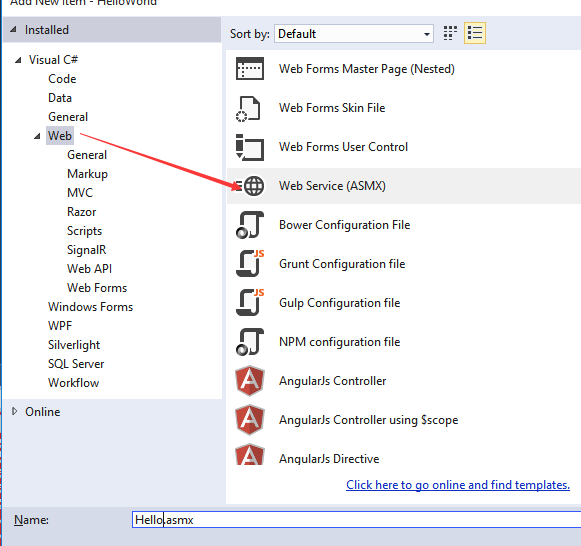 Add New Item - HelloWorld
Installed
Sort by: Default
Visual C#
Code
Data
General
Web
General
Markup
MVC
Razor
Scripts
SignalR
Web API
Web Forms
Windows Forms
WPF
Silverlight
SQL Server
Workflow
Online
Web Forms Master Page (Nested)
Web Forms Skin File
Web Forms User Control
Web Service (ASMX)
Bower Configuration File
JS Grunt Configuration file
JS Gulp Configuration file
NPM configuration file
AngularJs Controller
AngularJs Controller using $scope
AngularJs Directive
Click here to go online and find templates.
Name: Hello.asmx